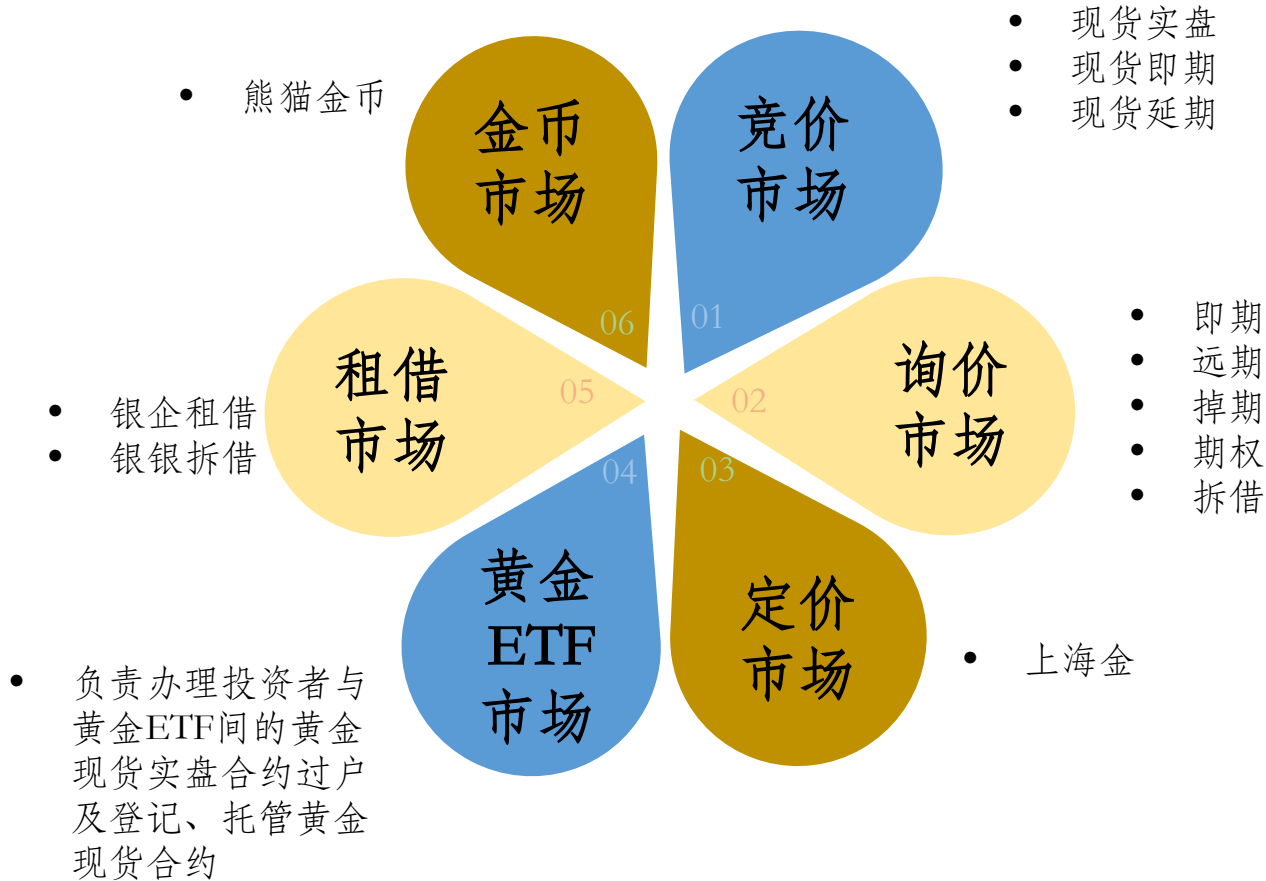 现货实盘
现货即期
现货延期
熊猫金币
金币
市场
06
竞价
市场
01
租借
市场
05
银企租借
银银拆借
询价
市场
02
即期
远期
掉期
期权
拆借
黄金
ETF
市场
04
定价
市场
03
上海金
负责办理投资者与
黄金ETF间的黄金
现货实盘合约过户
及登记、托管黄金
现货合约